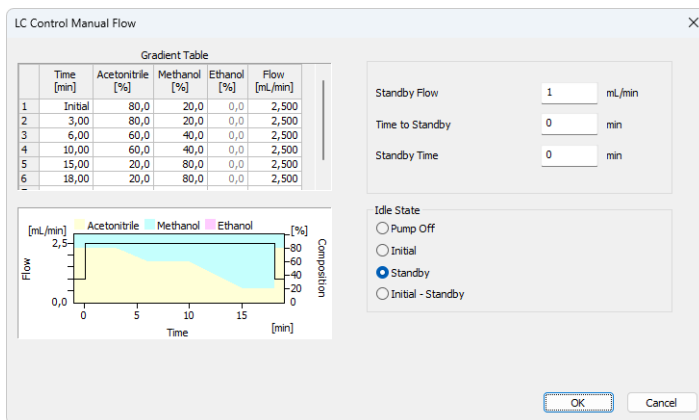 LC Control Manual Flow
Gradient Table
Time [min] Acetonitrile [%] Methanol [%] Ethanol [%] Flow [mL/min]
1 Initial 80,0 20,0 0,0 2,500
2 3,00 80,0 20,0 0,0 2,500
3 6,00 60,0 40,0 0,0 2,500
4 10,00 60,0 40,0 0,0 2,500
5 15,00 20,0 80,0 0,0 2,500
6 18,00 20,0 80,0 0,0 2,500
[mL/min] Acetonitrile Methanol Ethanol [%]
2,5
0,0
Flow
80
60
40
20
0
Composition
0 5 10 15
Time [min]
Standby Flow 1 mL/min
Time to Standby 0 min
Standby Time 0 min
Idle State
Pump Off
Initial
Standby
Initial - Standby
OK Cancel